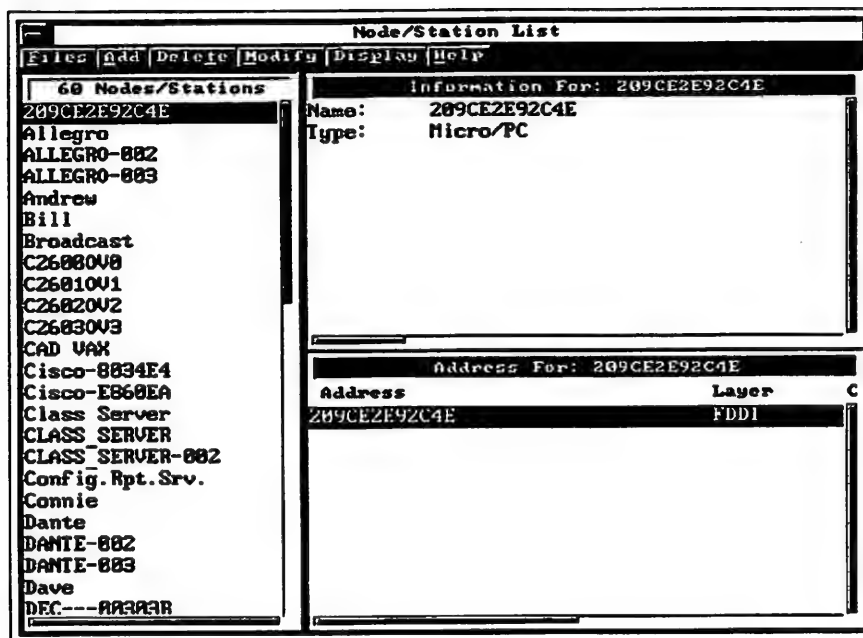 Node/Station List
Files Add Delete Modify Display Help
60 Nodes/Stations
209CE2E92C4E
Allegro
ALLEGRO-002
ALLEGRO-003
Andrew
Bill
Broadcast
C26000V0
C26010V1
C26020V2
C26030V3
CAD VAX
Cisco-8034E4
Cisco-E860EA
Class Server
CLASS_SERVER
CLASS_SERVER-002
Config.Rpt.Srv.
Connie
Dante
DANTE-002
DANTE-003
Dave
Information For: 209CE2E92C4E
Name: 209CE2E92C4E
Type: Micro/PC
Address For: 209CE2E92C4E
Address Layer C
209CE2E92C4E FDDI